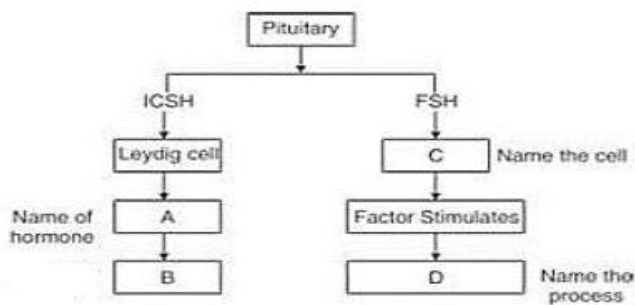 Pituitary
ICSH
FSH
Leydig cell
C
Name the cell
Name of
hormone
A
Factor Stimulates
B
D
Name the
process